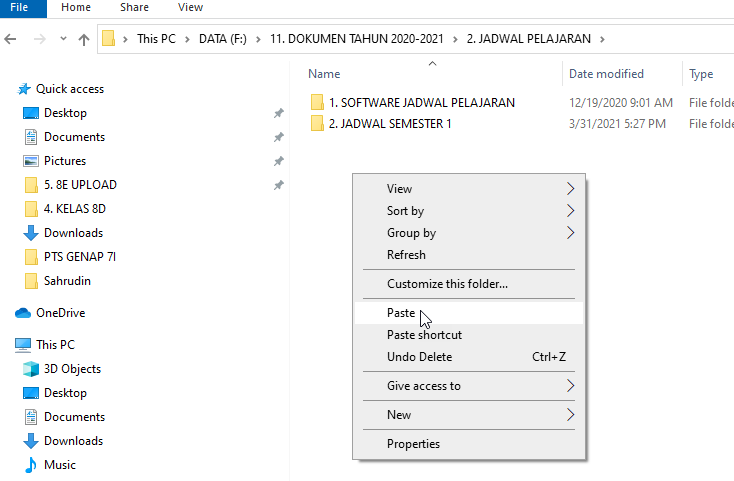 File Home Share View
This PC DATA (F:) 11. DOKUMEN TAHUN 2020-2021 2. JADWAL PELAJARAN
Name Date modified Type
Quick access
Desktop
Documents
Pictures
5. 8E UPLOAD
4. KELAS 8D
Downloads
PTS GENAP 7I
Sahrudin
OneDrive
This PC
3D Objects
Desktop
Documents
Downloads
Music
1. SOFTWARE JADWAL PELAJARAN 12/19/2020 9:01 AM File folde
2. JADWAL SEMESTER 1 3/31/2021 5:27 PM File folde
View
Sort by
Group by
Refresh
Customize this folder...
Paste
Paste shortcut
Undo Delete Ctrl+Z
Give access to
New
Properties